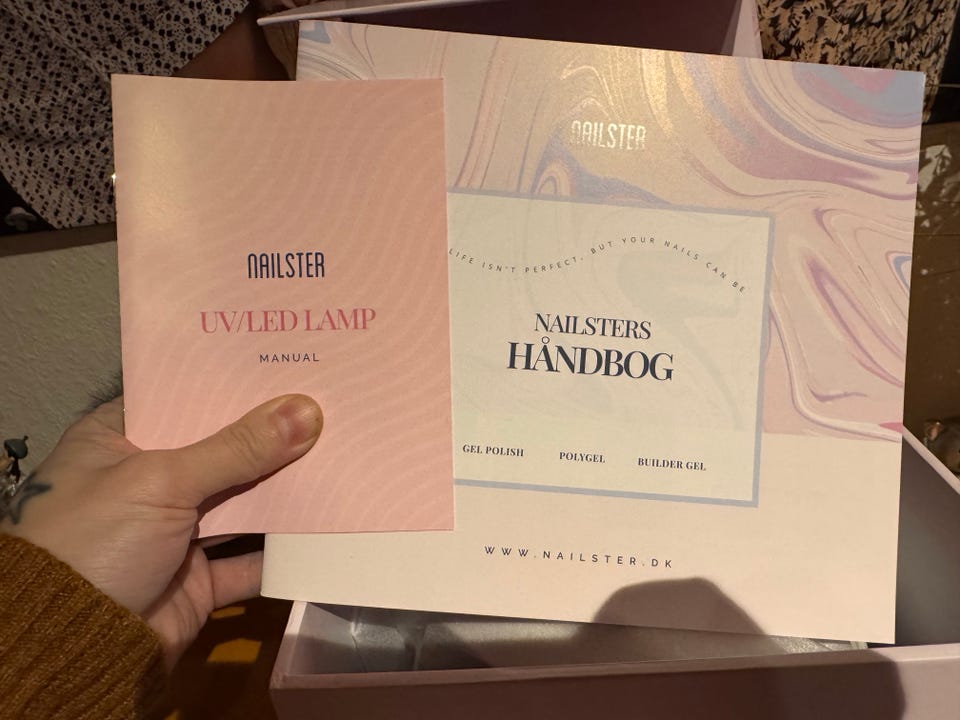 NAILSTER
UV/LED LAMP
MANUAL
NAILSTER
LIFE ISN'T PERFECT, BUT YOUR NAILS CAN BE
NAILSTERS
HÅNDBOG
GEL POLISH POLYGEL BUILDER GEL
WWW.NAILSTER.DK